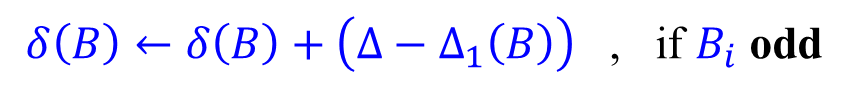 δ(B) ← δ(B) + (Δ − Δ₁(B)) , if Bᵢ odd